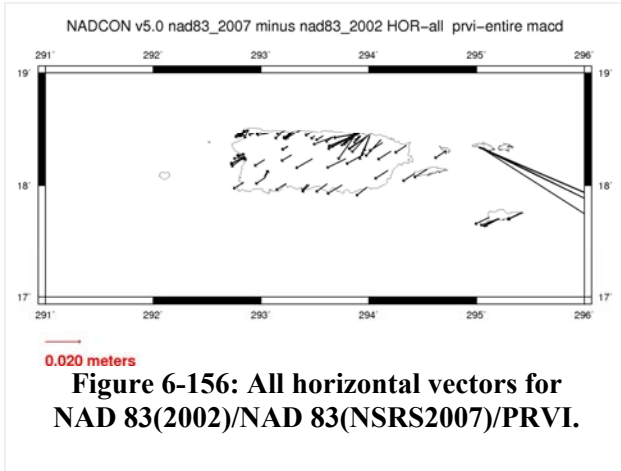 NADCON v5.0 nad83_2007 minus nad83_2002 HOR-all prvi-entire macd
291˚ 292˚ 293˚ 294˚ 295˚ 296˚
19˚ 19˚
18˚ 18˚
17˚ 17˚
291˚ 292˚ 293˚ 294˚ 295˚ 296˚
0.020 meters
Figure 6-156: All horizontal vectors for
NAD 83(2002)/NAD 83(NSRS2007)/PRVI.